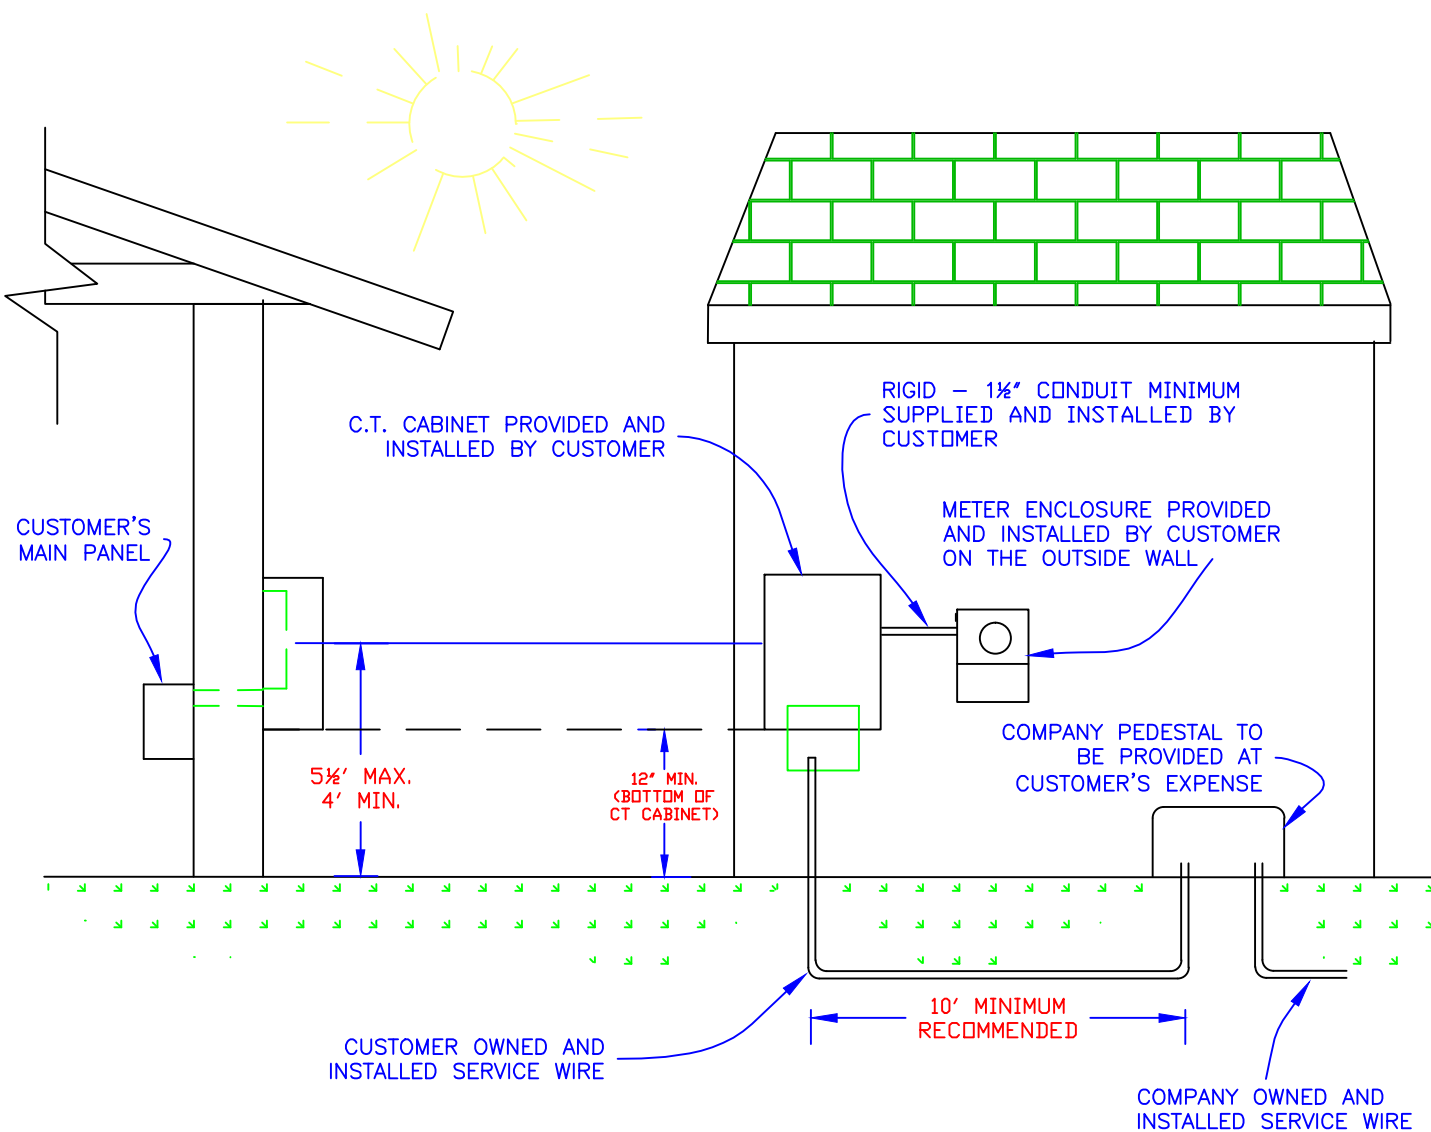 RIGID - 1½" CONDUIT MINIMUM
SUPPLIED AND INSTALLED BY
CUSTOMER
C.T. CABINET PROVIDED AND
INSTALLED BY CUSTOMER
METER ENCLOSURE PROVIDED
AND INSTALLED BY CUSTOMER
ON THE OUTSIDE WALL
CUSTOMER'S
MAIN PANEL
COMPANY PEDESTAL TO
BE PROVIDED AT
CUSTOMER'S EXPENSE
5½' MAX.
4' MIN.
12" MIN.
(BOTTOM OF
CT CABINET)
10' MINIMUM
RECOMMENDED
CUSTOMER OWNED AND
INSTALLED SERVICE WIRE
COMPANY OWNED AND
INSTALLED SERVICE WIRE